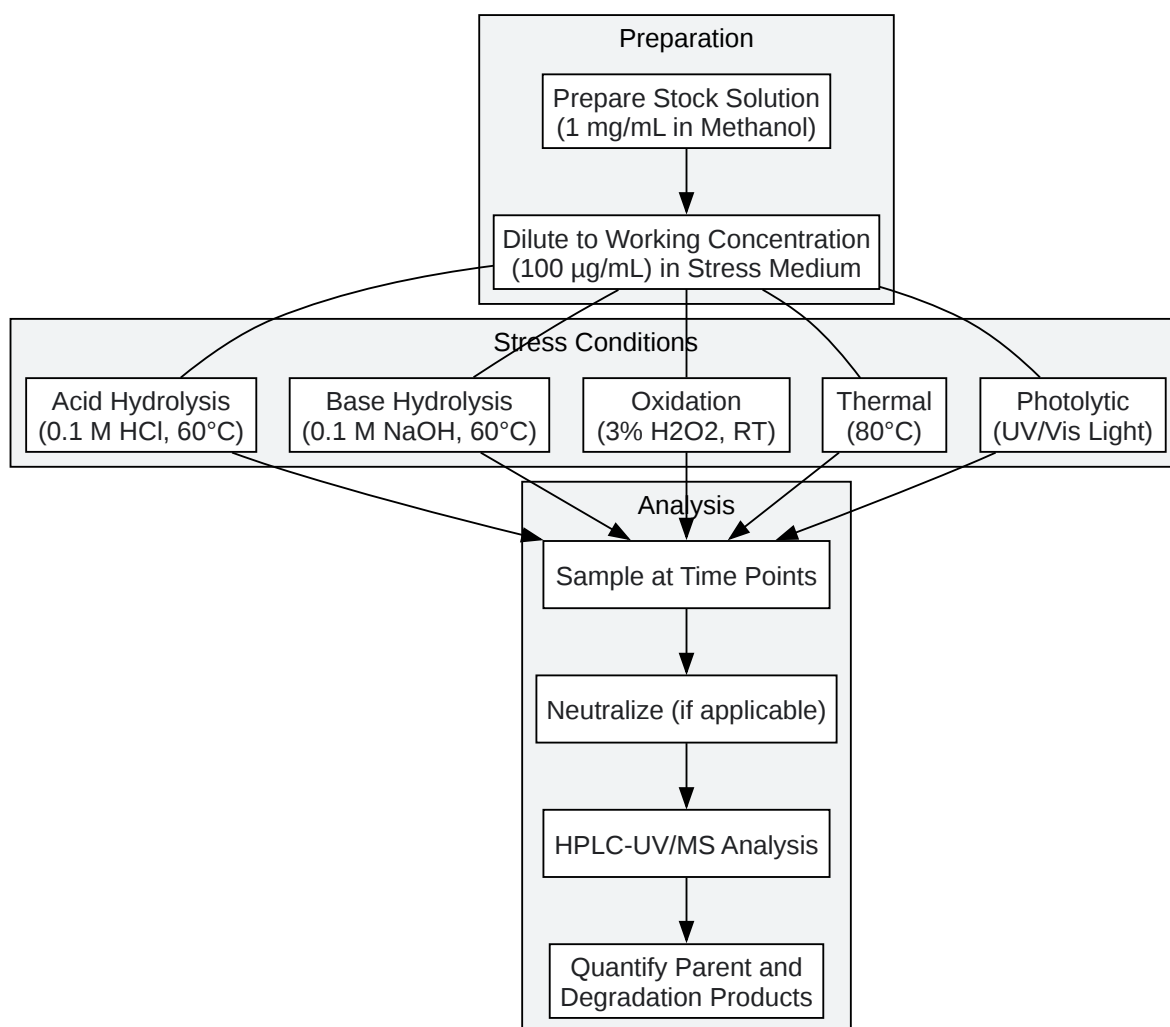 Preparation
Prepare Stock Solution
(1 mg/mL in Methanol)
Dilute to Working Concentration
(100 µg/mL) in Stress Medium
Stress Conditions
Acid Hydrolysis
(0.1 M HCl, 60°C)
Base Hydrolysis
(0.1 M NaOH, 60°C)
Oxidation
(3% H2O2, RT)
Thermal
(80°C)
Photolytic
(UV/Vis Light)
Analysis
Sample at Time Points
Neutralize (if applicable)
HPLC-UV/MS Analysis
Quantify Parent and
Degradation Products